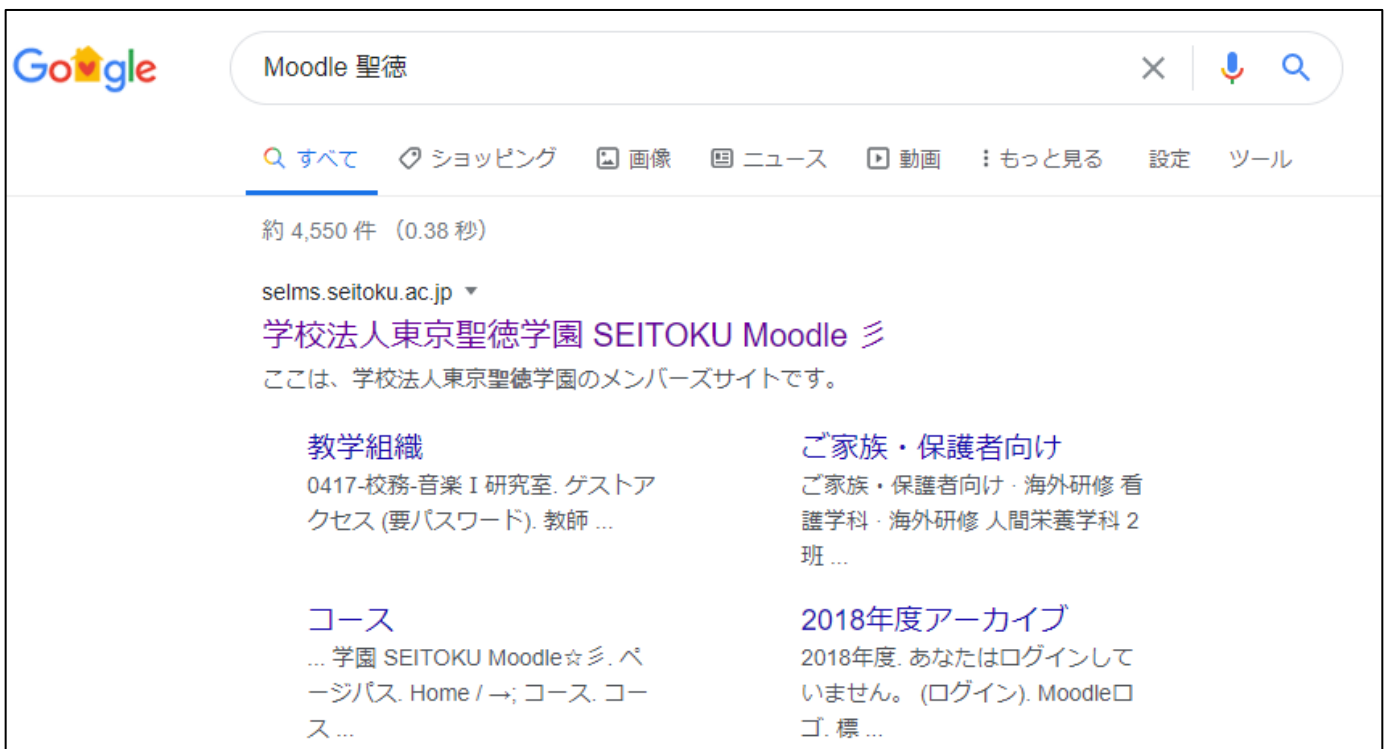 Google
Moodle 聖徳
すべて ショッピング 画像 ニュース 動画 もっと見る 設定 ツール
約 4,550 件 （0.38 秒）
selms.seitoku.ac.jp
学校法人東京聖徳学園 SEITOKU Moodle 彡
ここは、学校法人東京聖徳学園のメンバーズサイトです。
教学組織
0417-校務-音楽Ⅰ研究室. ゲストア
クセス (要パスワード). 教師 ...
ご家族・保護者向け
ご家族・保護者向け · 海外研修 看
護学科 · 海外研修 人間栄養学科 2
班 ...
コース
... 学園 SEITOKU Moodle☆彡. ペ
ージパス. Home / →; コース. コー
ス ...
2018年度アーカイブ
2018年度. あなたはログインして
いません。 (ログイン). Moodleロ
ゴ. 標 ...